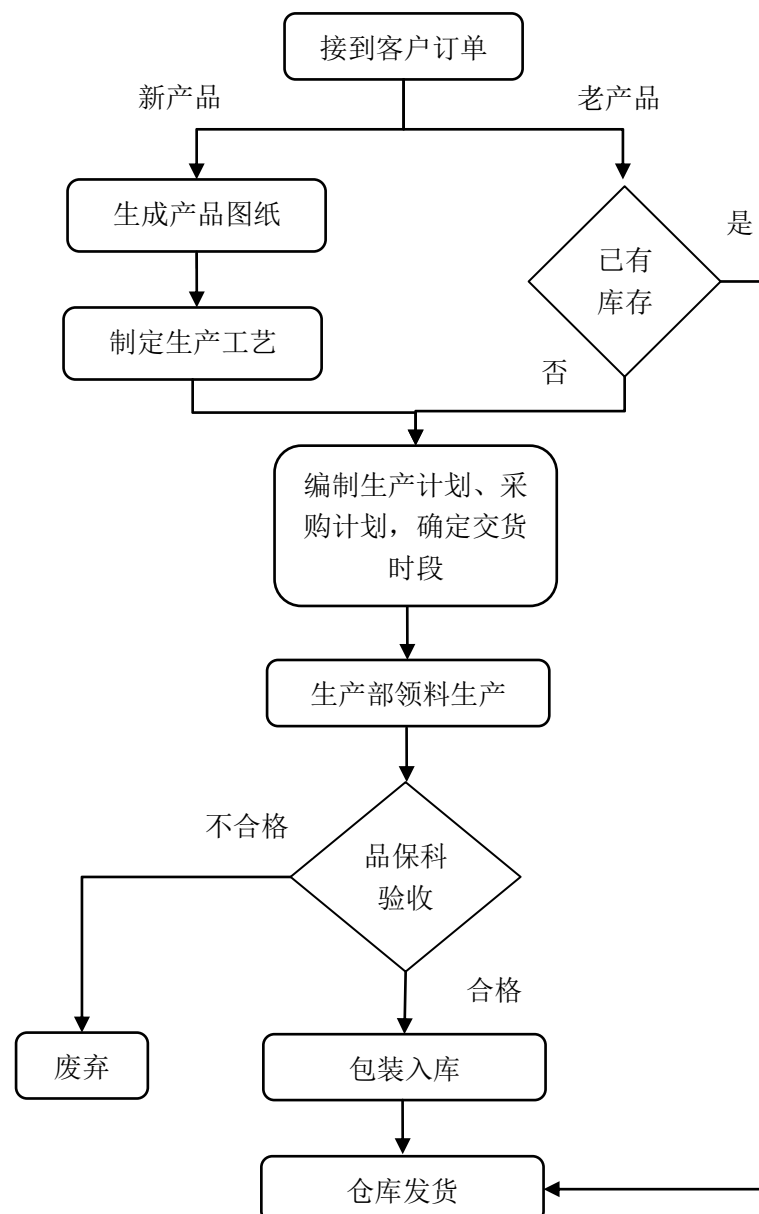 接到客户订单
新产品
老产品
生成产品图纸
是
已有
库存
制定生产工艺
否
编制生产计划、采
购计划，确定交货
时段
生产部领料生产
不合格
品保科
验收
合格
废弃
包装入库
仓库发货